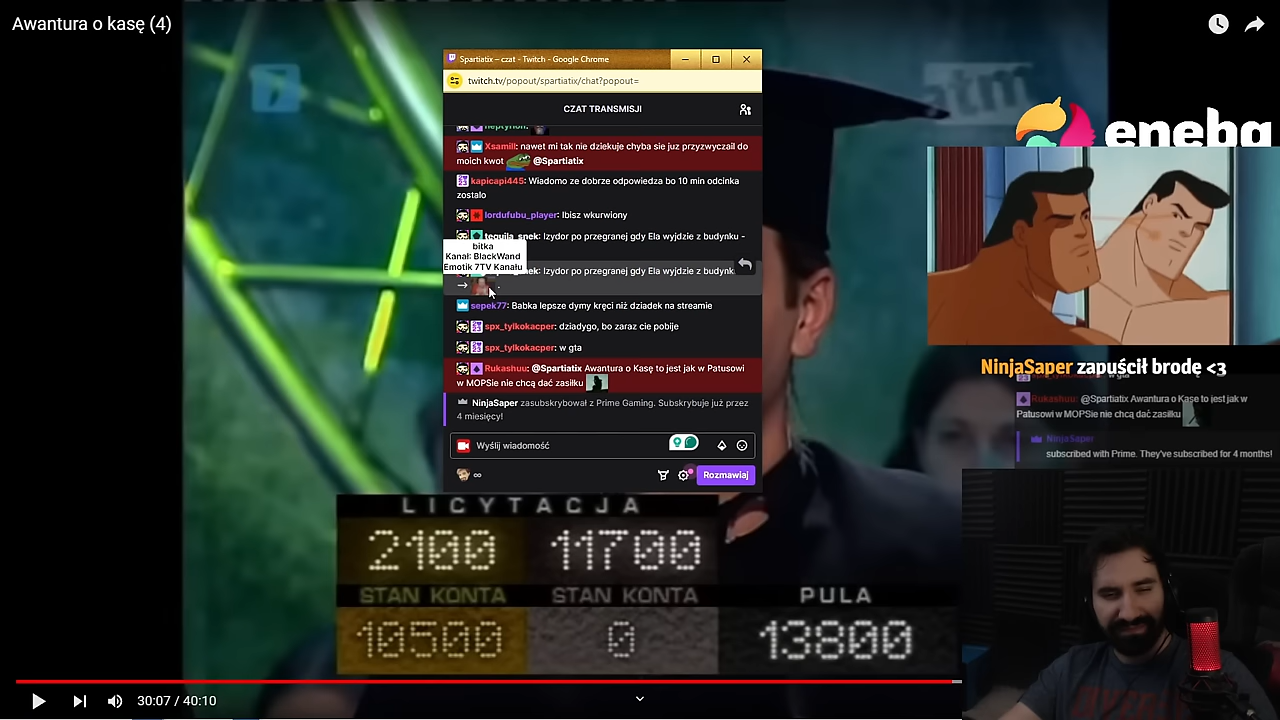 Awantura o kasę (4)
Spartiatix – czat - Twitch - Google Chrome
twitch.tv/popout/spartiatix/chat?popout=
CZAT TRANSMISJI
Xsamill: nawet mi tak nie dziekuje chyba sie juz przyzwyczail do
moich kwot @Spartiatix
kapicapi445: Wiadomo ze dobrze odpowiedza bo 10 min odcinka
zostalo
lordufubu_player: Ibisz wkurwiony
tequila_snek: Izydor po przegranej gdy Ela wyjdzie z budynku -
bitka
Kanał: BlackWand
Emotik 7TV Kanału
snek: Izydor po przegranej gdy Ela wyjdzie z budynk
→ .
sepek77: Babka lepsze dymy kręci niż dziadek na streamie
spx_tylkokacper: dziadygo, bo zaraz cie pobije
spx_tylkokacper: w gta
Rukashuu: @Spartiatix Awantura o Kasę to jest jak w Patusowi
w MOPSie nie chcą dać zasiłku
NinjaSaper zasubskrybował z Prime Gaming. Subskrybuje już przez
4 miesięcy!
Wyślij wiadomość
∞
Rozmawiaj
atm
eneba
NinjaSaper zapuścił brode <3
Rukashuu: @Spartiatix Awantura o Kasę to jest jak w
Patusowi w MOPSie nie chcą dać zasiłku
NinjaSaper
subscribed with Prime. They've subscribed for 4 months!
LICYTACJA
2100 11700
STAN KONTA STAN KONTA PULA
10500 0 13800
30:07 / 40:10